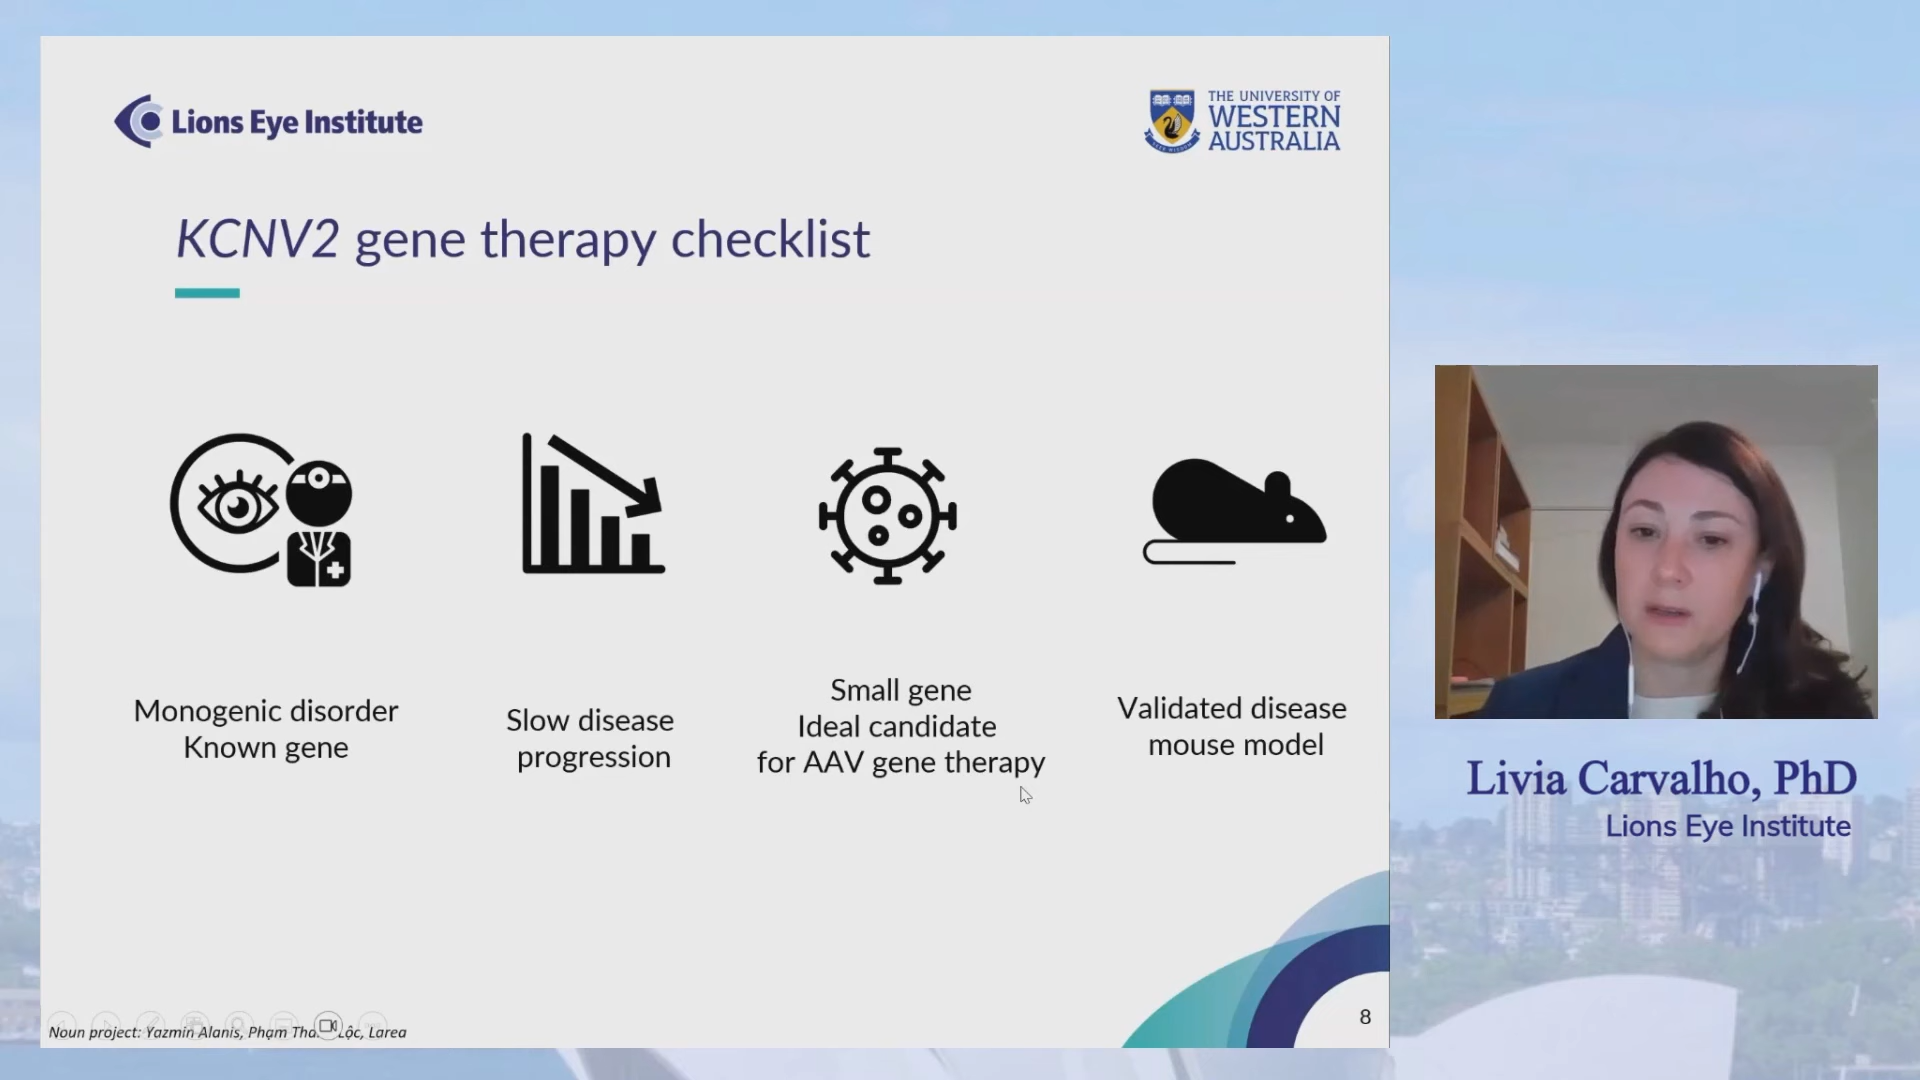 Lions Eye Institute
THE UNIVERSITY OF
WESTERN
AUSTRALIA
KCNV2 gene therapy checklist
Monogenic disorder
Known gene
Slow disease
progression
Small gene
Ideal candidate
for AAV gene therapy
Validated disease
mouse model
Livia Carvalho, PhD
Lions Eye Institute
8
Noun project: Yazmin Alanis, Phạm Lộc, Larea